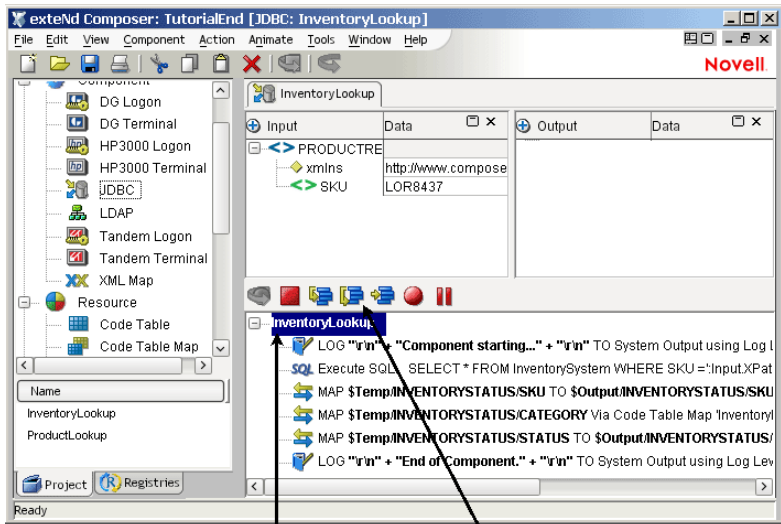 exteNd Composer: TutorialEnd [JDBC: InventoryLookup]
File Edit View Component Action Animate Tools Window Help
Novell.
Component
DG Logon
DG Terminal
HP3000 Logon
HP3000 Terminal
JDBC
LDAP
Tandem Logon
Tandem Terminal
XML Map
Resource
Code Table
Code Table Map
Name
InventoryLookup
ProductLookup
Project Registries
InventoryLookup
Input Data
PRODUCTRE
xmlns http://www.compose
SKU LOR8437
Output Data
InventoryLookup
LOG "\r\n" + "Component starting..." + "\r\n" TO System Output using Log L
SQL Execute SQL SELECT * FROM InventorySystem WHERE SKU =':Input.XPat
MAP $Temp/INVENTORYSTATUS/SKU TO $Output/INVENTORYSTATUS/SKU
MAP $Temp/INVENTORYSTATUS/CATEGORY Via Code Table Map 'Inventoryl
MAP $Temp/INVENTORYSTATUS/STATUS TO $Output/INVENTORYSTATUS/
LOG "\r\n" + "End of Component." + "\r\n" TO System Output using Log Lev
Ready